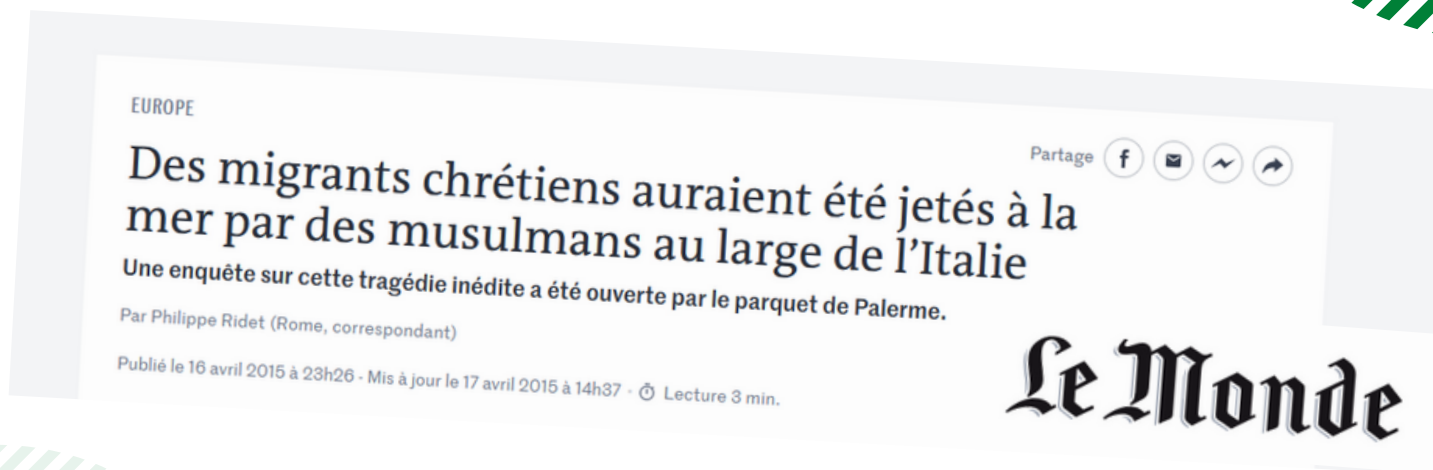 EUROPE
Partage
Des migrants chrétiens auraient été jetés à la
mer par des musulmans au large de l’Italie
Une enquête sur cette tragédie inédite a été ouverte par le parquet de Palerme.
Par Philippe Ridet (Rome, correspondant)
Publié le 16 avril 2015 à 23h26 - Mis à jour le 17 avril 2015 à 14h37 · Lecture 3 min.
Le Monde